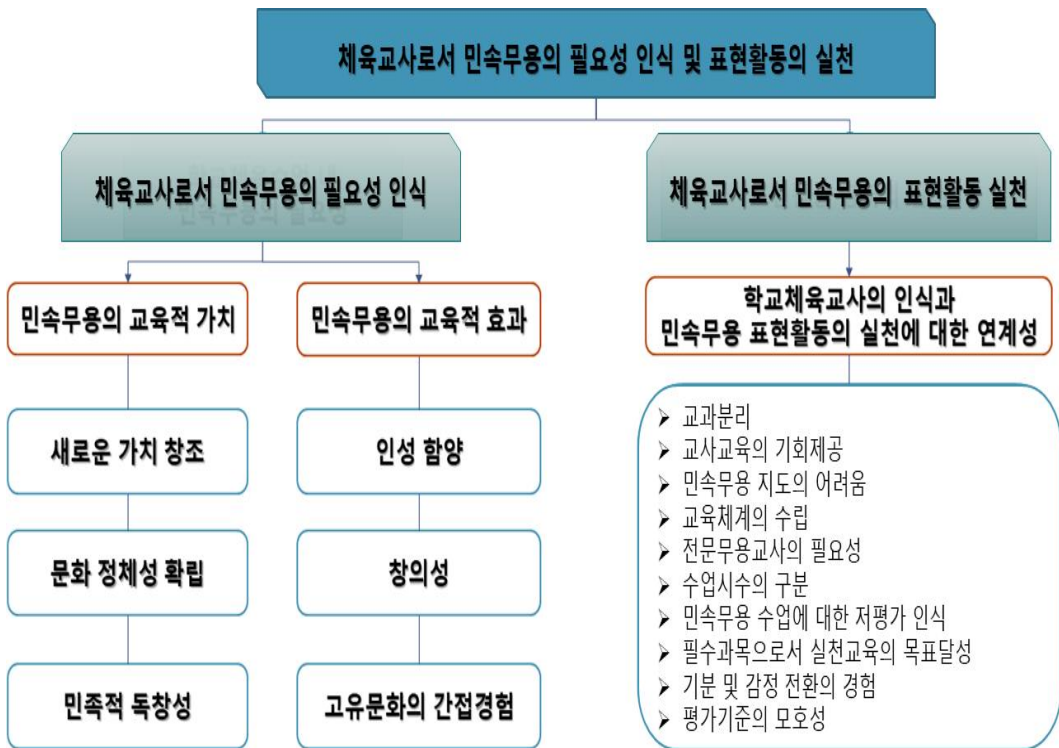 체육교사로서 민속무용의 필요성 인식 및 표현활동의 실천
체육교사로서 민속무용의 필요성 인식
체육교사로서 민속무용의 표현활동 실천
민속무용의 교육적 가치
민속무용의 교육적 효과
학교체육교사의 인식과
민속무용 표현활동의 실천에 대한 연계성
새로운 가치 창조
문화 정체성 확립
민족적 독창성
인성 함양
창의성
고유문화의 간접경험
➢ 교과분리
➢ 교사교육의 기회제공
➢ 민속무용 지도의 어려움
➢ 교육체계의 수립
➢ 전문무용교사의 필요성
➢ 수업시수의 구분
➢ 민속무용 수업에 대한 저평가 인식
➢ 필수과목으로서 실천교육의 목표달성
➢ 기분 및 감정 전환의 경험
➢ 평가기준의 모호성